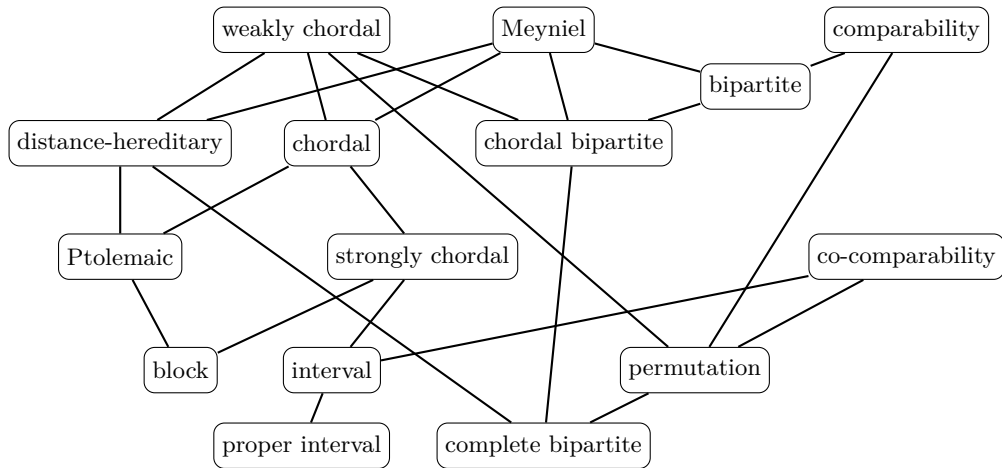 weakly chordal
Meyniel
comparability
bipartite
distance-hereditary
chordal
chordal bipartite
Ptolemaic
strongly chordal
co-comparability
block
interval
permutation
proper interval
complete bipartite